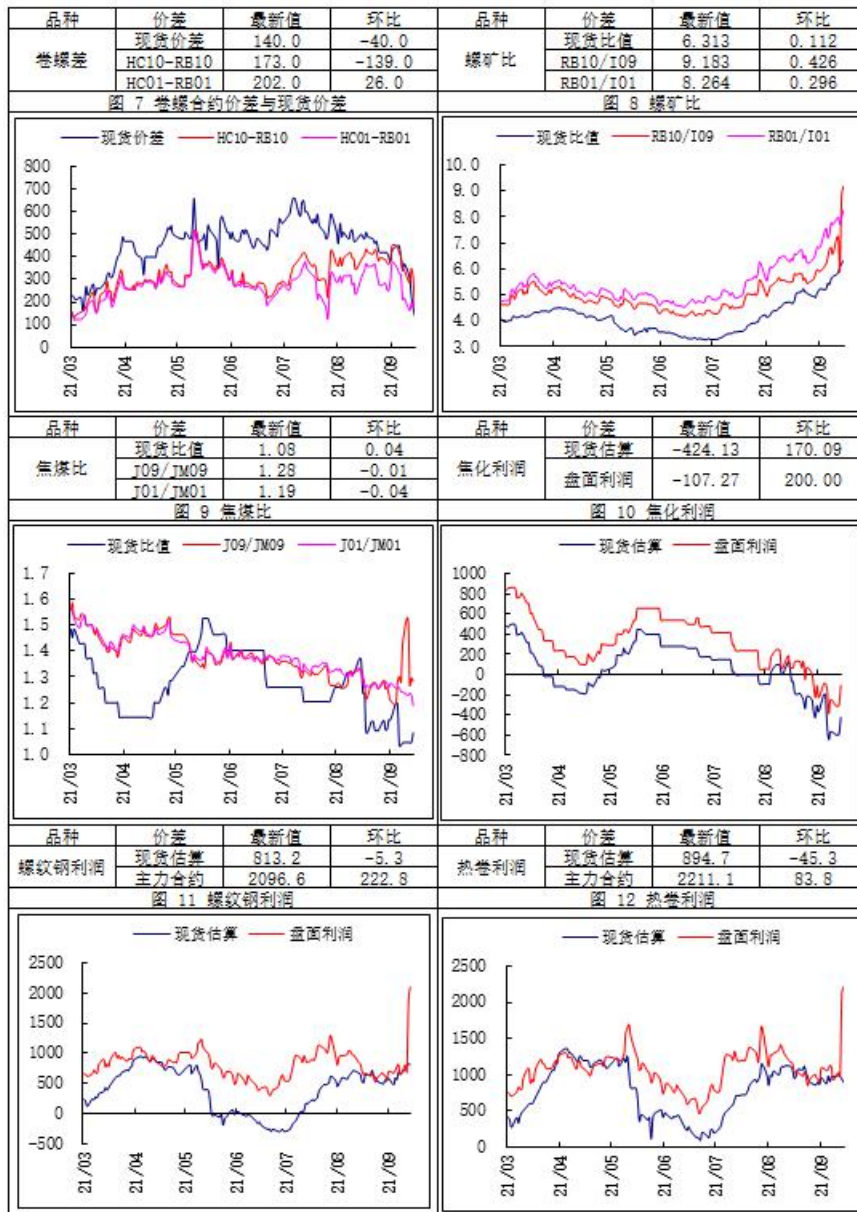 品种 价差 最新值 环比 品种 价差 最新值 环比
卷螺差 现货价差 140.0 -40.0 螺矿比 现货比值 6.313 0.112
HC10-RB10 173.0 -139.0 RB10/I09 9.183 0.426
HC01-RB01 202.0 26.0 RB01/I01 8.264 0.296
图 7 卷螺合约价差与现货价差 图 8 螺矿比
现货价差 HC10-RB10 HC01-RB01
800
700
600
500
400
300
200
100
0
21/03 21/04 21/05 21/06 21/07 21/08 21/09
现货比值 RB10/I09 RB01/I01
10.0
9.0
8.0
7.0
6.0
5.0
4.0
3.0
21/03 21/04 21/05 21/06 21/07 21/08 21/09
品种 价差 最新值 环比 品种 价差 最新值 环比
焦煤比 现货比值 1.08 0.04 焦化利润 现货估算 -424.13 170.09
J09/JM09 1.28 -0.01 盘面利润 -107.27 200.00
J01/JM01 1.19 -0.04
图 9 焦煤比 图 10 焦化利润
现货比值 J09/JM09 J01/JM01
1.7
1.6
1.5
1.4
1.3
1.2
1.1
1.0
21/03 21/04 21/05 21/06 21/07 21/08 21/09
现货估算 盘面利润
1000
800
600
400
200
0
-200
-400
-600
-800
21/03 21/04 21/05 21/06 21/07 21/08 21/09
品种 价差 最新值 环比 品种 价差 最新值 环比
螺纹钢利润 现货估算 813.2 -5.3 热卷利润 现货估算 894.7 -45.3
主力合约 2096.6 222.8 主力合约 2211.1 83.8
图 11 螺纹钢利润 图 12 热卷利润
现货估算 盘面利润
2500
2000
1500
1000
500
0
-500
21/03 21/04 21/05 21/06 21/07 21/08 21/09
现货估算 盘面利润
2500
2000
1500
1000
500
0
21/03 21/04 21/05 21/06 21/07 21/08 21/09